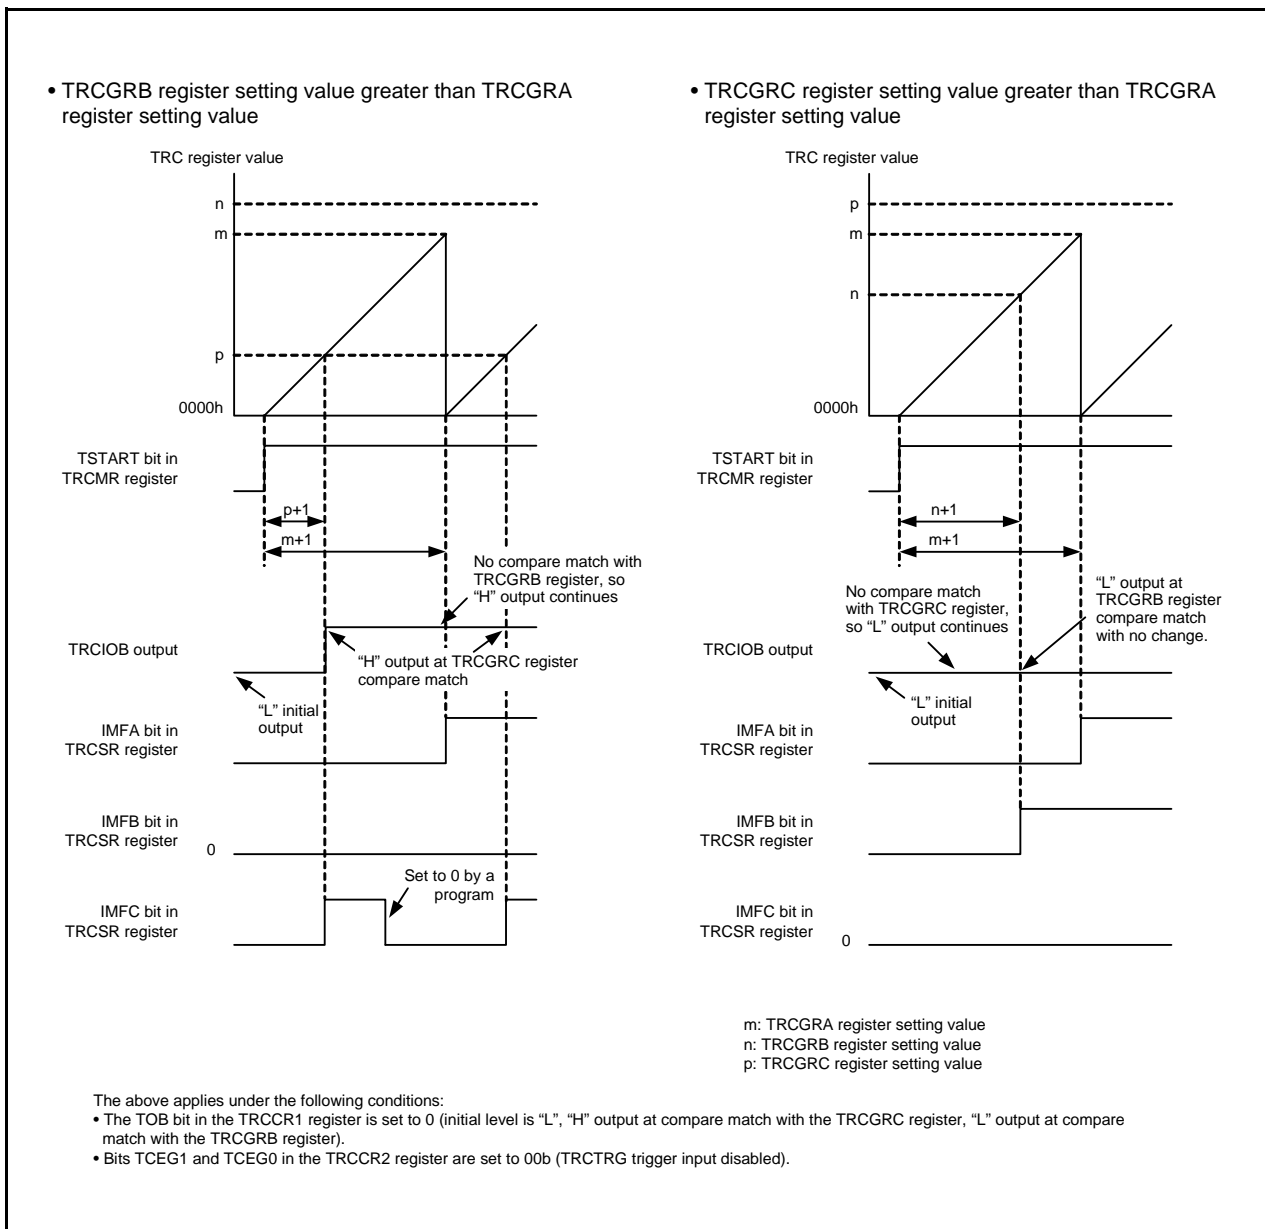 • TRCGRB register setting value greater than TRCGRA
register setting value
TRC register value
n
m
p
0000h
TSTART bit in
TRCMR register
p+1
m+1
No compare match with
TRCGRB register, so
“H” output continues
TRCIOB output
“H” output at TRCGRC register
compare match
“L” initial
output
IMFA bit in
TRCSR register
IMFB bit in
TRCSR register
0
Set to 0 by a
program
IMFC bit in
TRCSR register
• TRCGRC register setting value greater than TRCGRA
register setting value
TRC register value
p
m
n
0000h
TSTART bit in
TRCMR register
n+1
m+1
No compare match
with TRCGRC register,
so “L” output continues
“L” output at
TRCGRB register
compare match
with no change.
TRCIOB output
“L” initial
output
IMFA bit in
TRCSR register
IMFB bit in
TRCSR register
IMFC bit in
TRCSR register
0
m: TRCGRA register setting value
n: TRCGRB register setting value
p: TRCGRC register setting value
The above applies under the following conditions:
• The TOB bit in the TRCCR1 register is set to 0 (initial level is “L”, “H” output at compare match with the TRCGRC register, “L” output at compare
match with the TRCGRB register).
• Bits TCEG1 and TCEG0 in the TRCCR2 register are set to 00b (TRCTRG trigger input disabled).